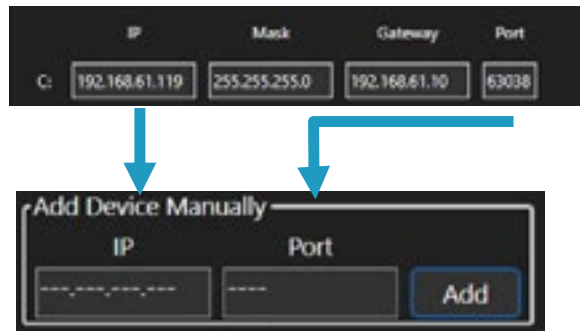 IP Mask Gateway Port
C: 192.168.61.119 255.255.255.0 192.168.61.10 63038
Add Device Manually
IP Port
---.---.---.--- ---- Add